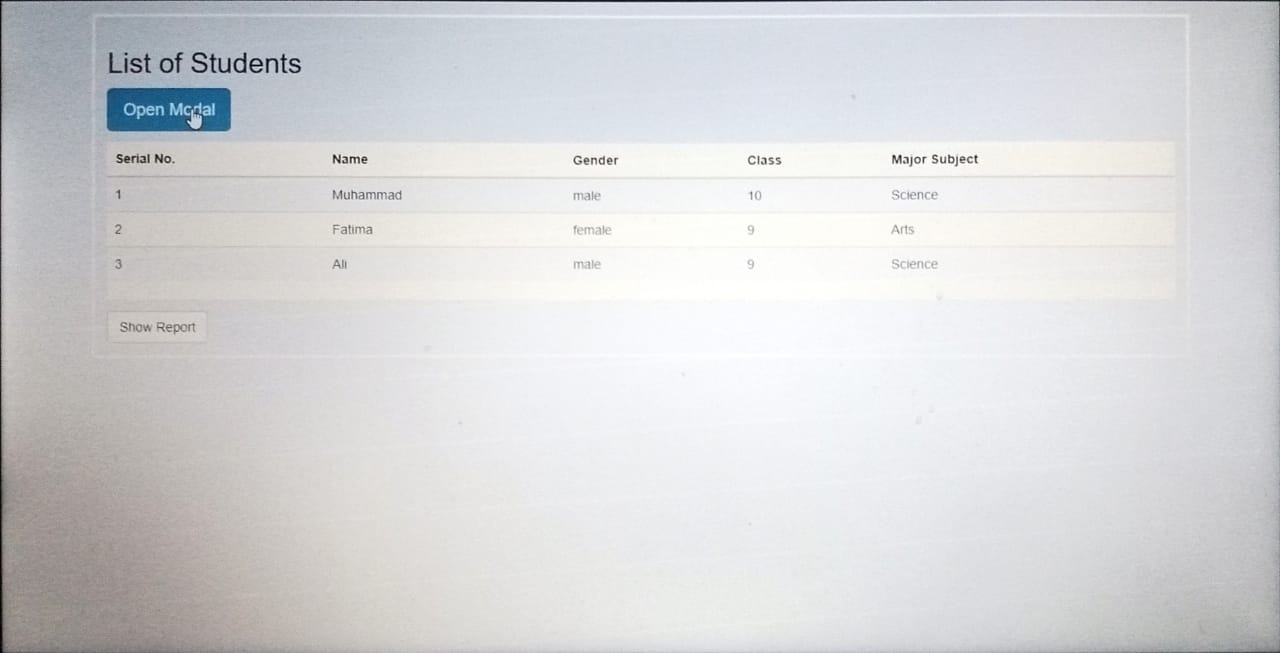 List of Students
Open Modal
Serial No. Name Gender Class Major Subject
1 Muhammad male 10 Science
2 Fatima female 9 Arts
3 Ali male 9 Science
Show Report